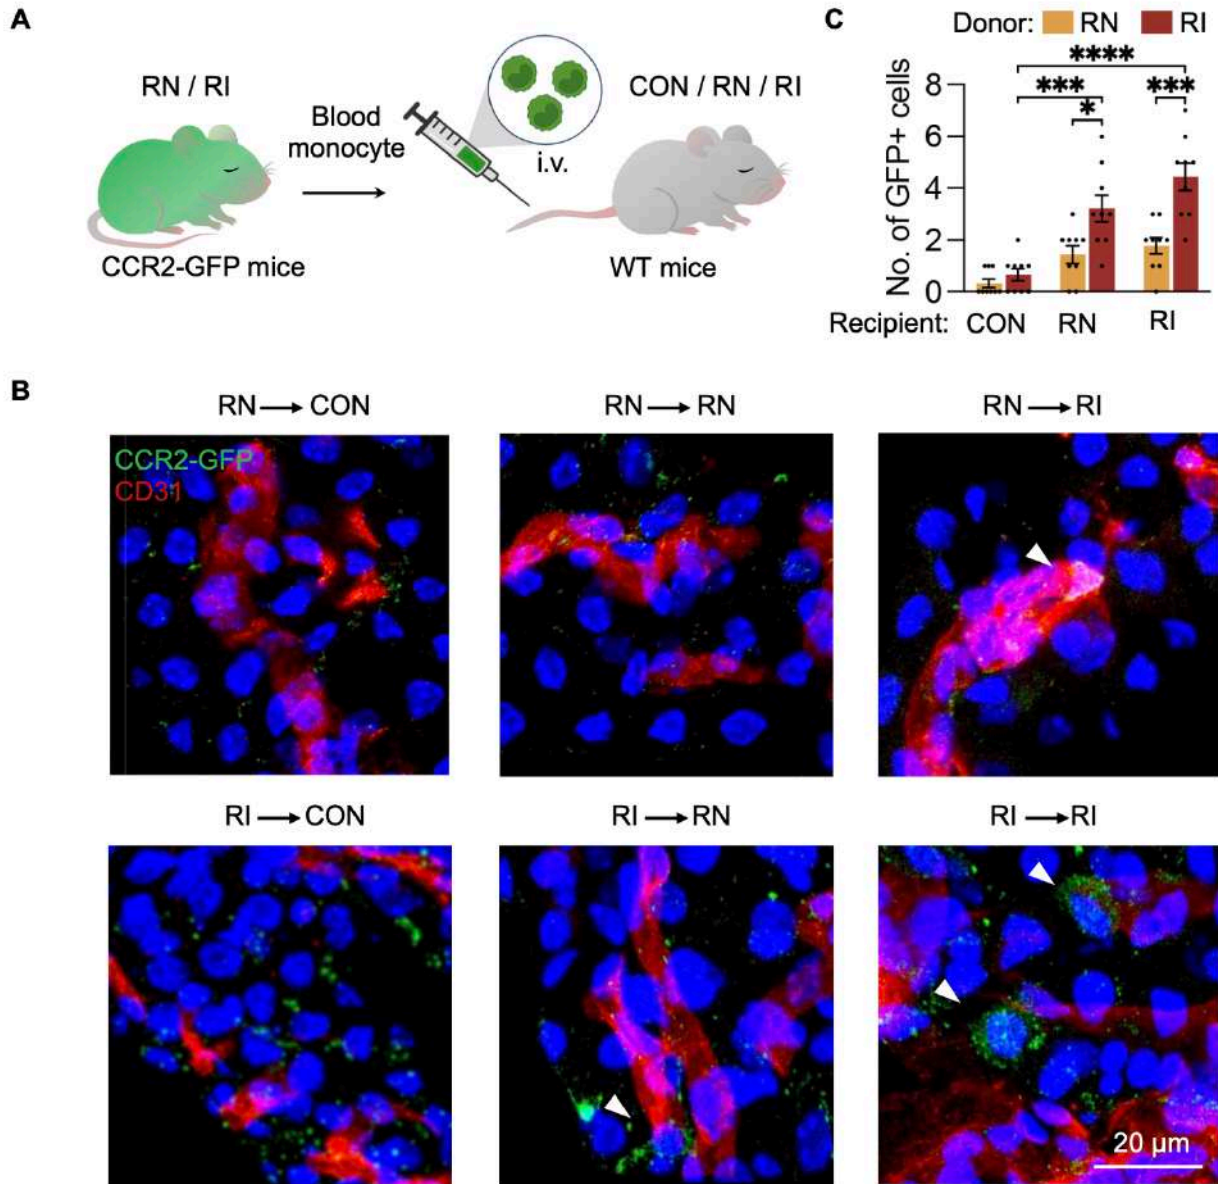 A
RN / RI
Blood
monocyte
i.v.
CON / RN / RI
CCR2-GFP mice
WT mice
C
Donor: RN RI
****
***
*
***
No. of GFP+ cells
8
6
4
2
0
Recipient: CON RN RI
B
RN → CON
RN → RN
RN → RI
CCR2-GFP
CD31
RI → CON
RI → RN
RI → RI
20 µm